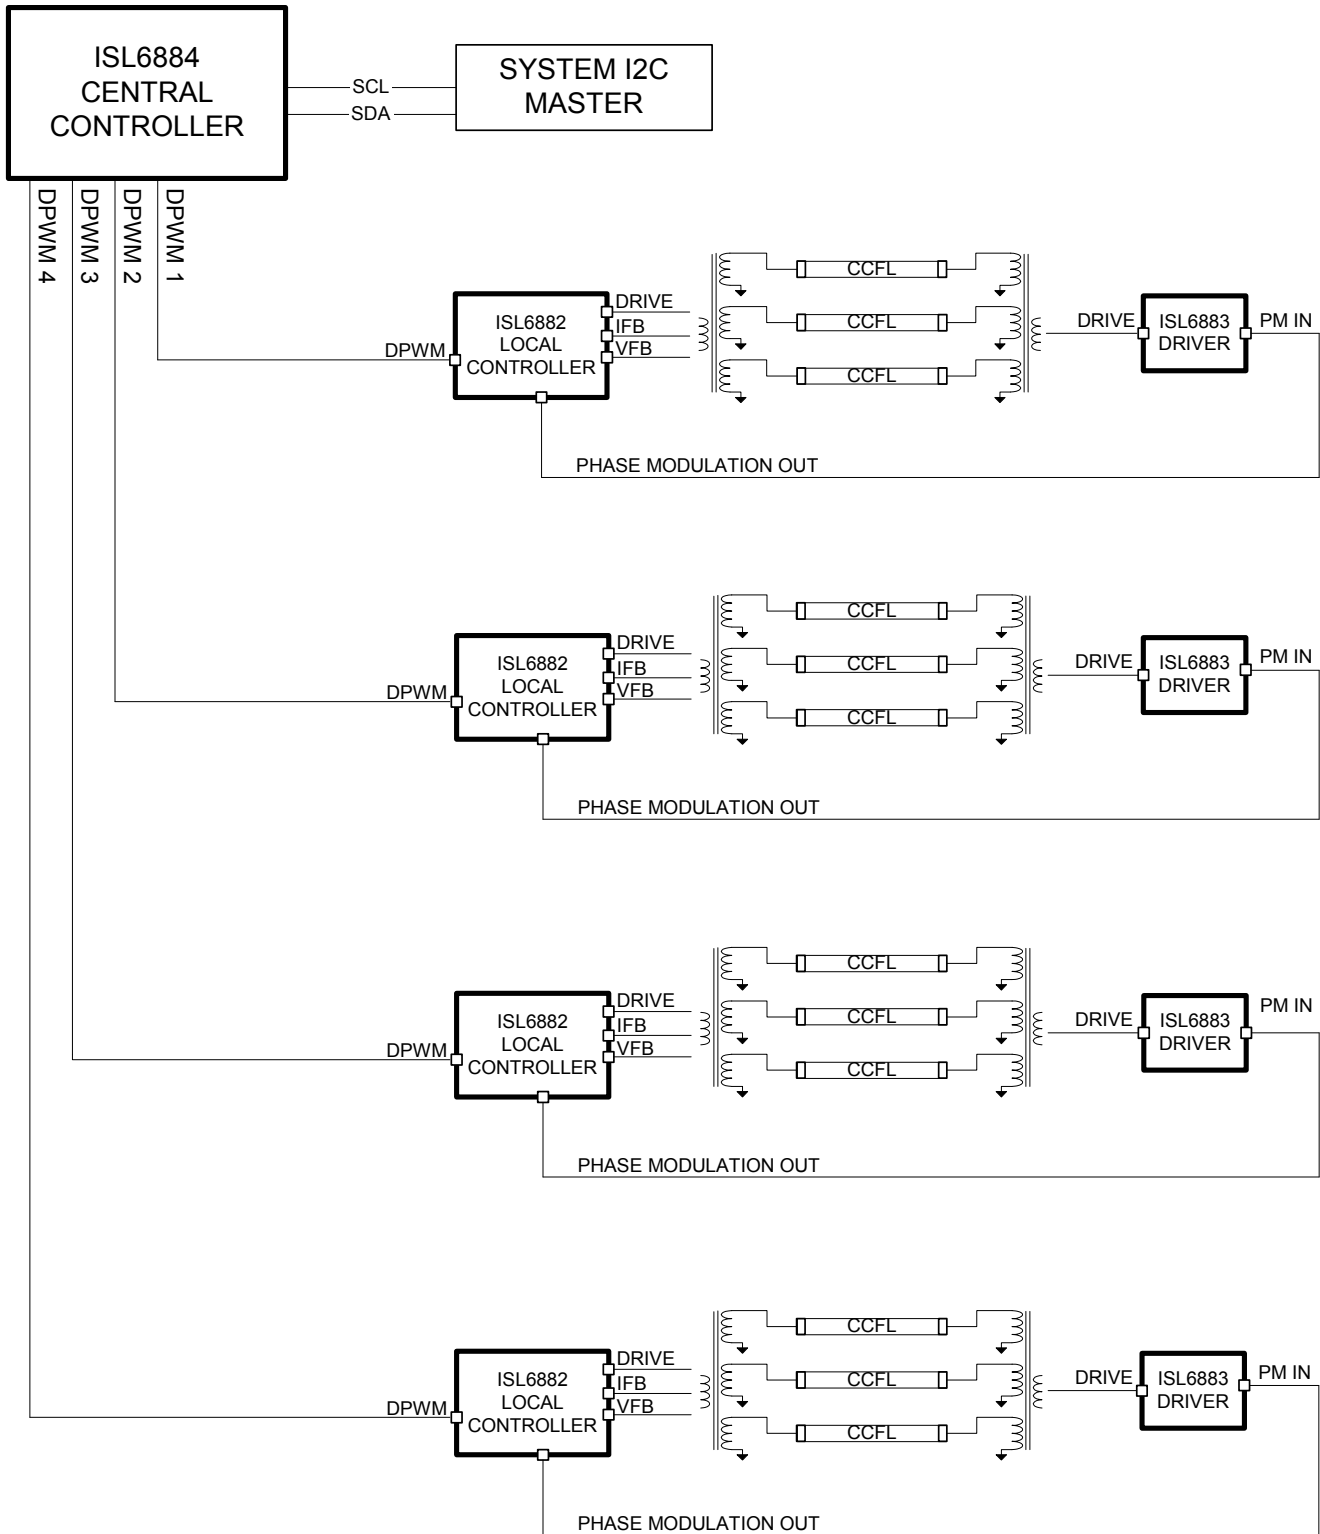 ISL6884
CENTRAL
CONTROLLER
SCL
SDA
SYSTEM I2C
MASTER
DPWM 4
DPWM 3
DPWM 2
DPWM 1
DPWM
ISL6882
LOCAL
CONTROLLER
DRIVE
IFB
VFB
CCFL
CCFL
CCFL
DRIVE
ISL6883
DRIVER
PM IN
PHASE MODULATION OUT
DPWM
ISL6882
LOCAL
CONTROLLER
DRIVE
IFB
VFB
CCFL
CCFL
CCFL
DRIVE
ISL6883
DRIVER
PM IN
PHASE MODULATION OUT
DPWM
ISL6882
LOCAL
CONTROLLER
DRIVE
IFB
VFB
CCFL
CCFL
CCFL
DRIVE
ISL6883
DRIVER
PM IN
PHASE MODULATION OUT
DPWM
ISL6882
LOCAL
CONTROLLER
DRIVE
IFB
VFB
CCFL
CCFL
CCFL
DRIVE
ISL6883
DRIVER
PM IN
PHASE MODULATION OUT